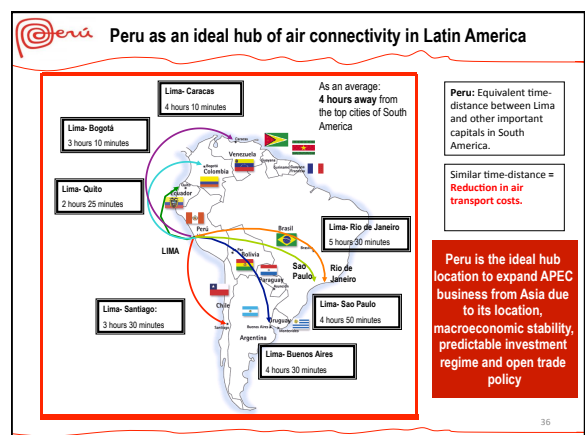 Perú
Peru as an ideal hub of air connectivity in Latin America
Lima- Caracas
4 hours 10 minutes
As an average:
4 hours away from
the top cities of South
America
Lima- Bogotá
3 hours 10 minutes
Lima- Quito
2 hours 25 minutes
Caracas
Venezuela
Bogotá
Colombia
Quito
Ecuador
Perú
LIMA
Brasil
Bolivia
Paraguay
Sao
Paulo
Rio de
Janeiro
Chile
Santiago
Buenos Aires
Uruguay
Montevideo
Argentina
Lima- Rio de Janeiro
5 hours 30 minutes
Lima- Santiago:
3 hours 30 minutes
Lima- Sao Paulo
4 hours 50 minutes
Lima- Buenos Aires
4 hours 30 minutes
Peru: Equivalent time-
distance between Lima
and other important
capitals in South
America.
Similar time-distance =
Reduction in air
transport costs.
Peru is the ideal hub
location to expand APEC
business from Asia due
to its location,
macroeconomic stability,
predictable investment
regime and open trade
policy
36